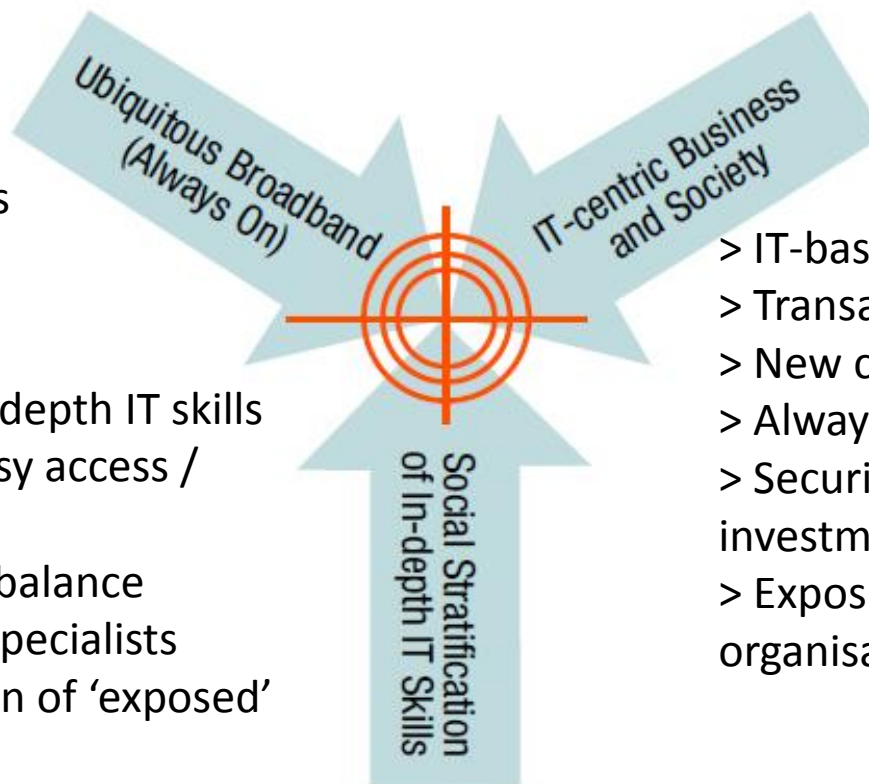 Ubiquitous Broadband
(Always On)
IT-centric Business
and Society
s
depth IT skills
sy access /
balance
pecialists
n of ‘exposed’
Social Stratification
of In-depth IT Skills
> IT-bas
> Transa
> New
> Alway
> Securi
investm
> Expos
organisa